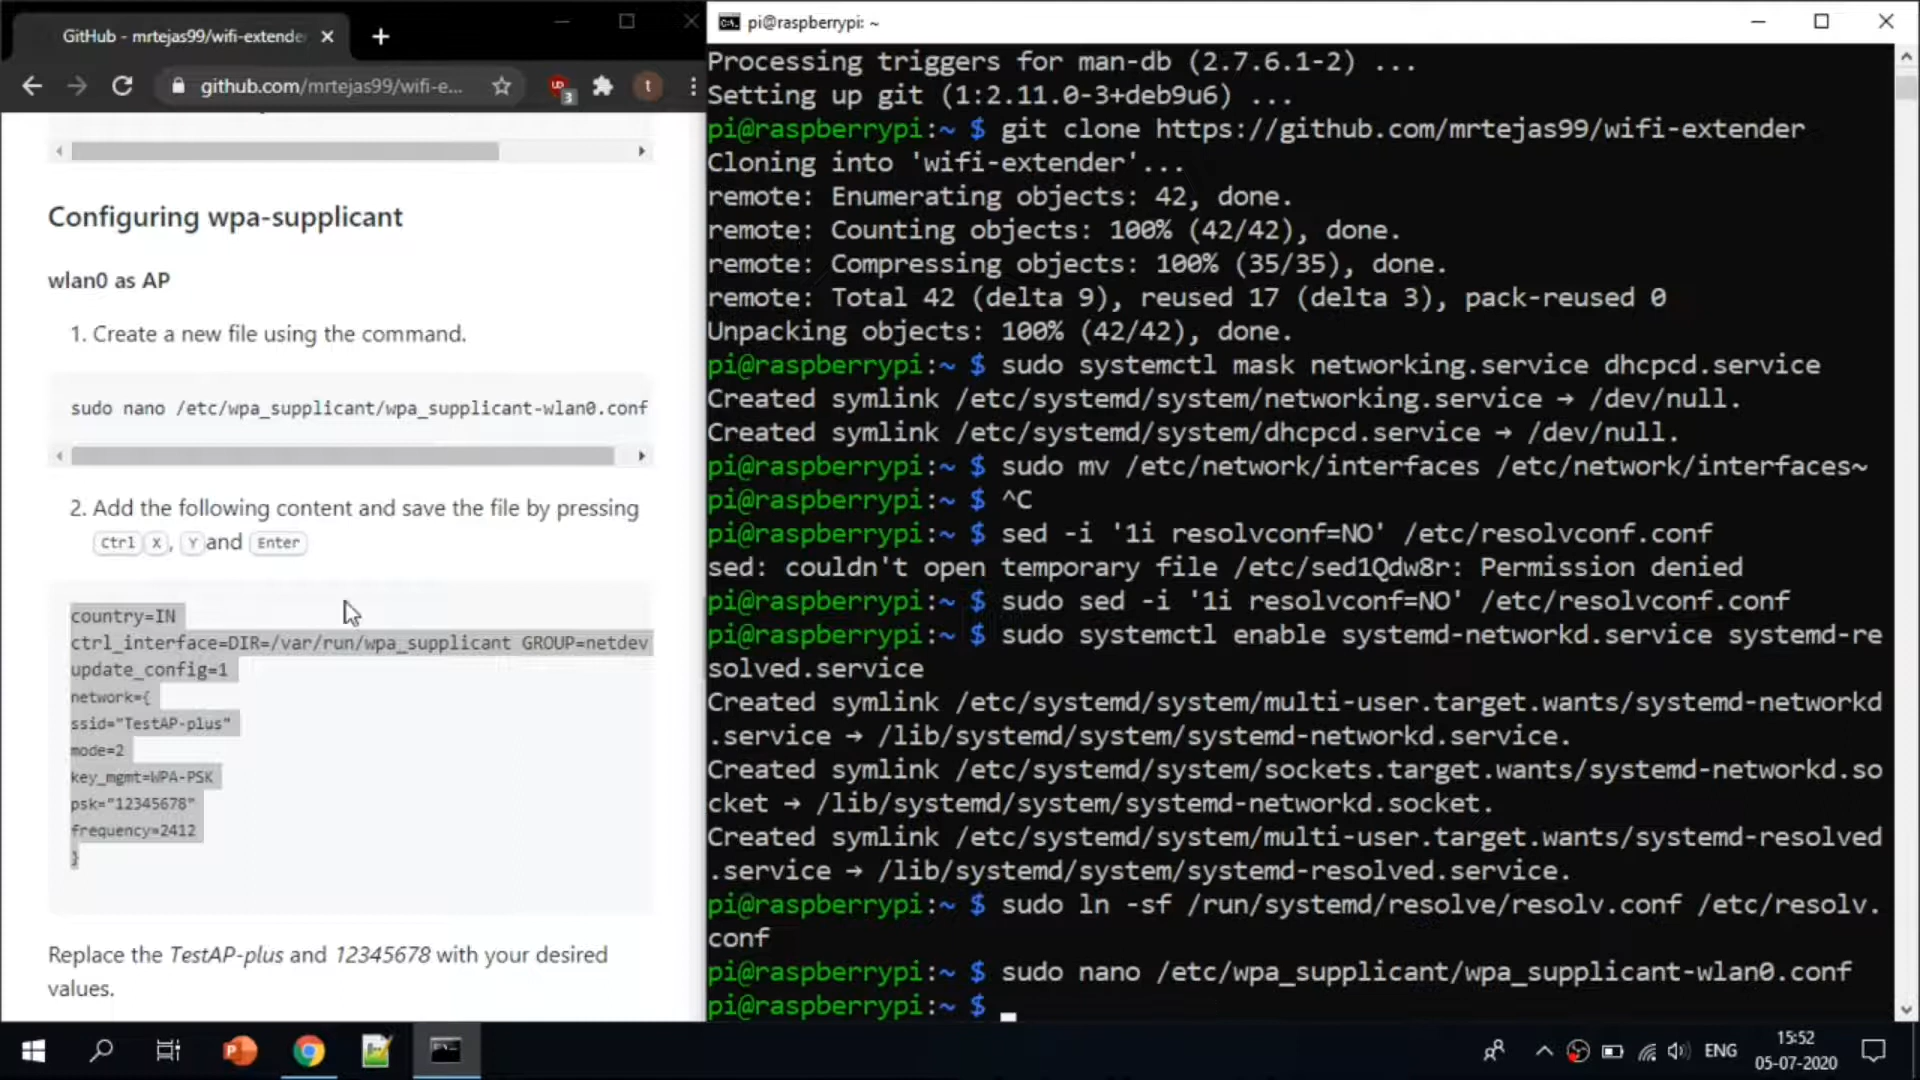 GitHub - mrtejas99/wifi-extende
github.com/mrtejas99/wifi-e...
3
t
Configuring wpa-supplicant
wlan0 as AP
1. Create a new file using the command.
sudo nano /etc/wpa_supplicant/wpa_supplicant-wlan0.conf
2. Add the following content and save the file by pressing
Ctrl X, Y and Enter
country=IN
ctrl_interface=DIR=/var/run/wpa_supplicant GROUP=netdev
update_config=1
network={
ssid="TestAP-plus"
mode=2
key_mgmt=WPA-PSK
psk="12345678"
frequency=2412
}
Replace the TestAP-plus and 12345678 with your desired
values.
pi@raspberrypi: ~
Processing triggers for man-db (2.7.6.1-2) ...
Setting up git (1:2.11.0-3+deb9u6) ...
pi@raspberrypi:~ $ git clone https://github.com/mrtejas99/wifi-extender
Cloning into 'wifi-extender'...
remote: Enumerating objects: 42, done.
remote: Counting objects: 100% (42/42), done.
remote: Compressing objects: 100% (35/35), done.
remote: Total 42 (delta 9), reused 17 (delta 3), pack-reused 0
Unpacking objects: 100% (42/42), done.
pi@raspberrypi:~ $ sudo systemctl mask networking.service dhcpcd.service
Created symlink /etc/systemd/system/networking.service → /dev/null.
Created symlink /etc/systemd/system/dhcpcd.service → /dev/null.
pi@raspberrypi:~ $ sudo mv /etc/network/interfaces /etc/network/interfaces~
pi@raspberrypi:~ $ ^C
pi@raspberrypi:~ $ sed -i '1i resolvconf=NO' /etc/resolvconf.conf
sed: couldn't open temporary file /etc/sed1Qdw8r: Permission denied
pi@raspberrypi:~ $ sudo sed -i '1i resolvconf=NO' /etc/resolvconf.conf
pi@raspberrypi:~ $ sudo systemctl enable systemd-networkd.service systemd-re
solved.service
Created symlink /etc/systemd/system/multi-user.target.wants/systemd-networkd
.service → /lib/systemd/system/systemd-networkd.service.
Created symlink /etc/systemd/system/sockets.target.wants/systemd-networkd.so
cket → /lib/systemd/system/systemd-networkd.socket.
Created symlink /etc/systemd/system/multi-user.target.wants/systemd-resolved
.service → /lib/systemd/system/systemd-resolved.service.
pi@raspberrypi:~ $ sudo ln -sf /run/systemd/resolve/resolv.conf /etc/resolv.
conf
pi@raspberrypi:~ $ sudo nano /etc/wpa_supplicant/wpa_supplicant-wlan0.conf
pi@raspberrypi:~ $
ENG
15:52
05-07-2020